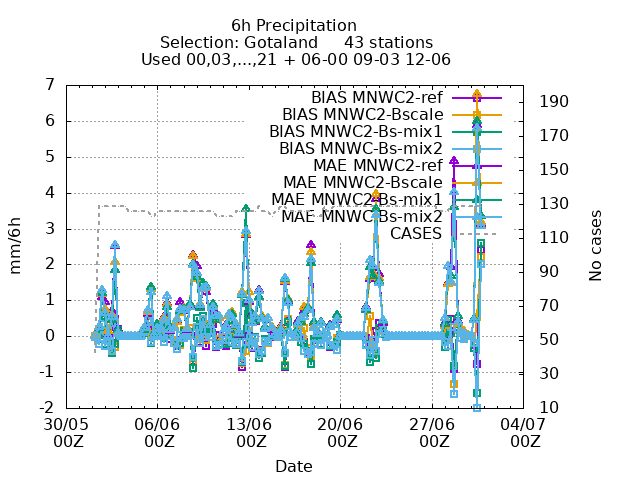 6h Precipitation
Selection: Gotaland 43 stations
Used 00,03,...,21 + 06-00 09-03 12-06
BIAS MNWC2-ref
BIAS MNWC2-Bscale
BIAS MNWC2-Bs-mix1
BIAS MNWC-Bs-mix2
MAE MNWC2-ref
MAE MNWC2-Bscale
MAE MNWC2-Bs-mix1
MAE MNWC-Bs-mix2
CASES
7
6
5
4
3
2
1
0
-1
-2
mm/6h
190
170
150
130
110
90
70
50
30
10
No cases
30/05 06/06 13/06 20/06 27/06 04/07
00Z 00Z 00Z 00Z 00Z 00Z
Date